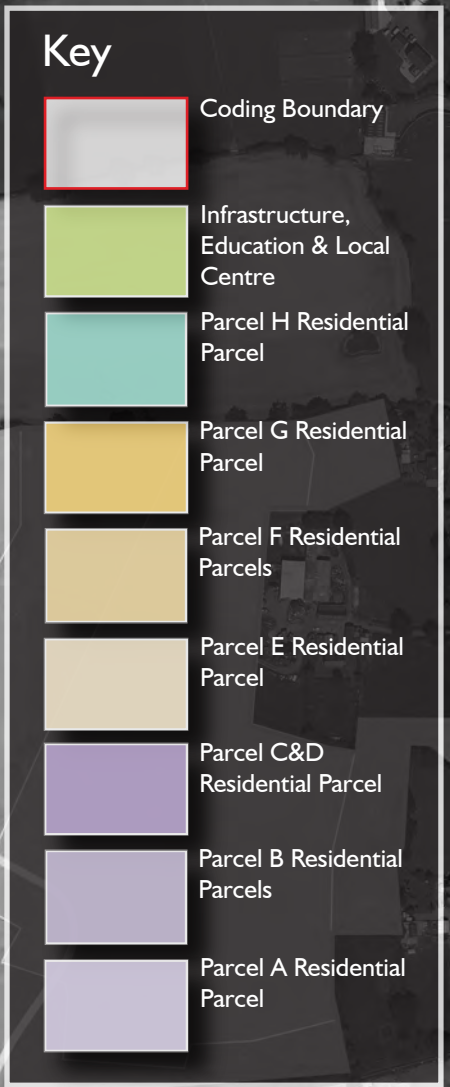 Key
Coding Boundary
Infrastructure,
Education & Local
Centre
Parcel H Residential
Parcel
Parcel G Residential
Parcel
Parcel F Residential
Parcels
Parcel E Residential
Parcel
Parcel C&D
Residential Parcel
Parcel B Residential
Parcels
Parcel A Residential
Parcel